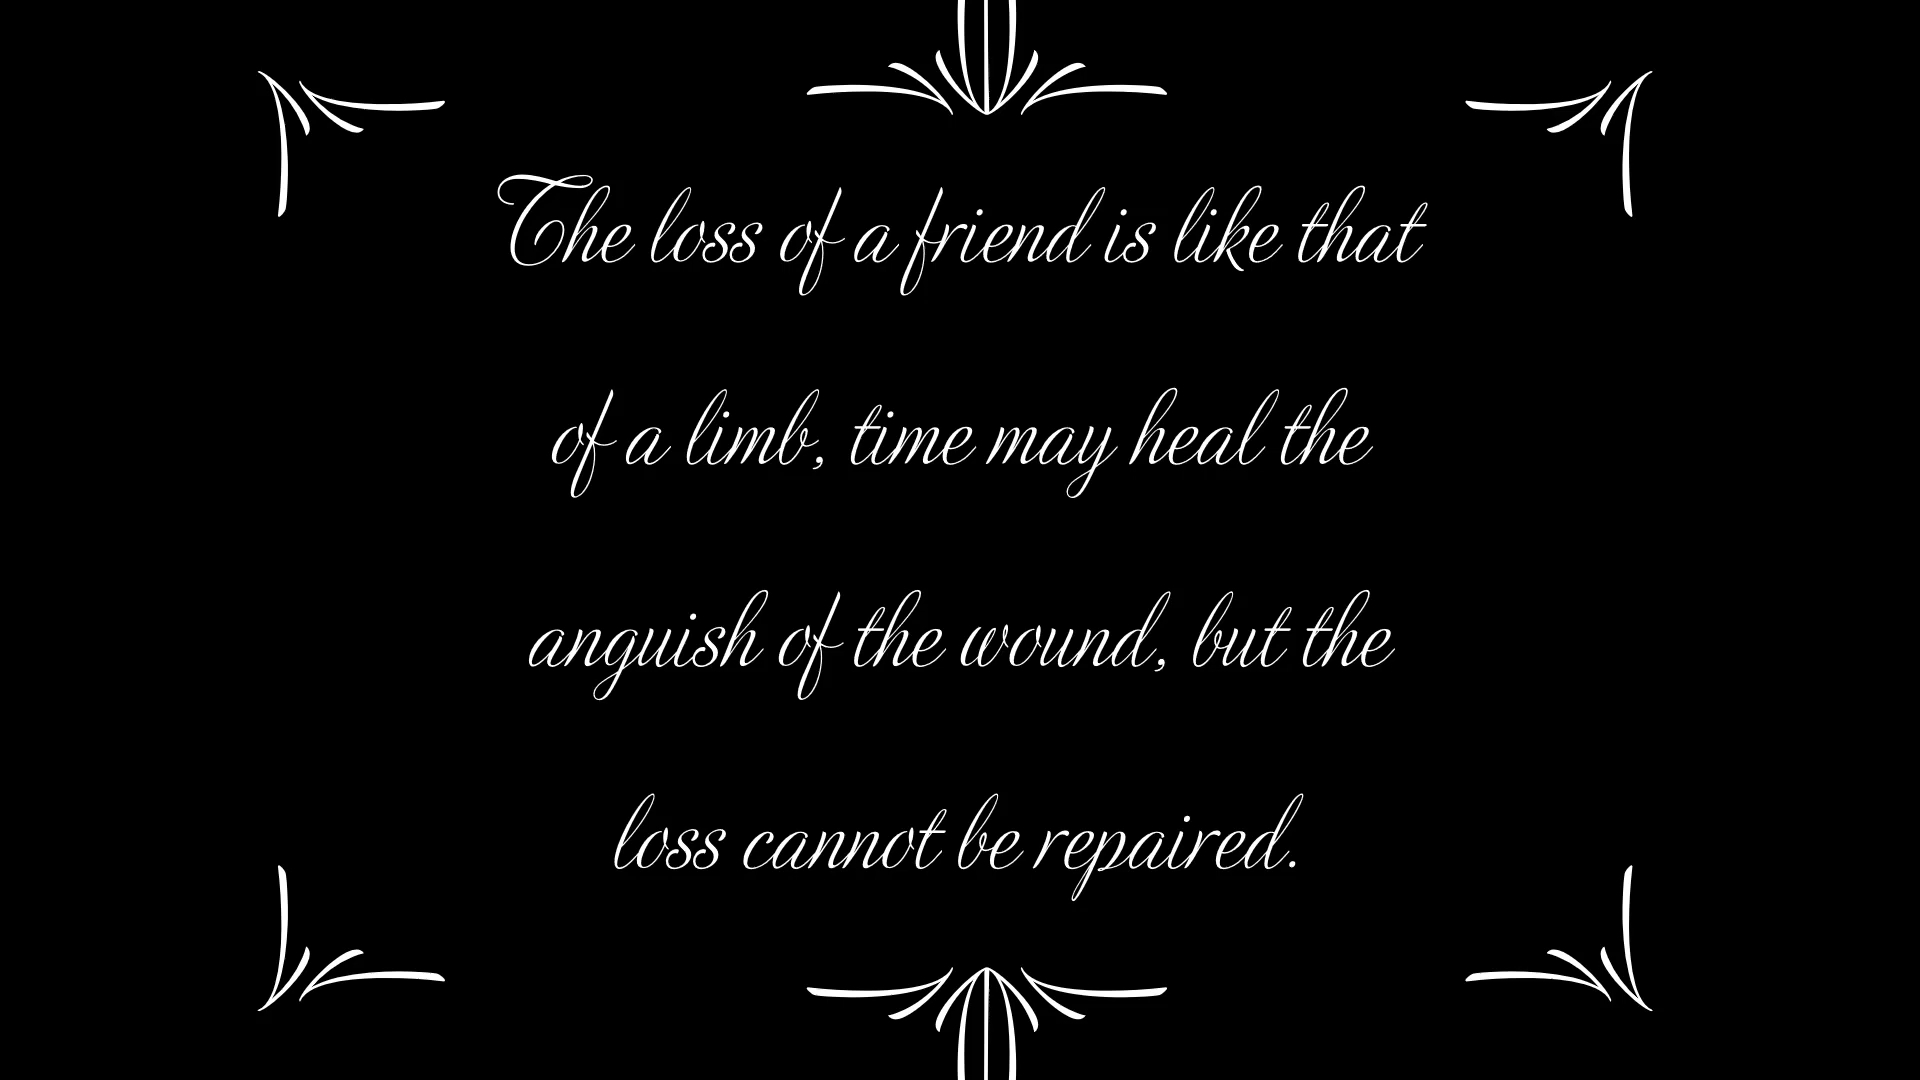 The loss of a friend is like that
of a limb, time may heal the
anguish of the wound, but the
loss cannot be repaired.